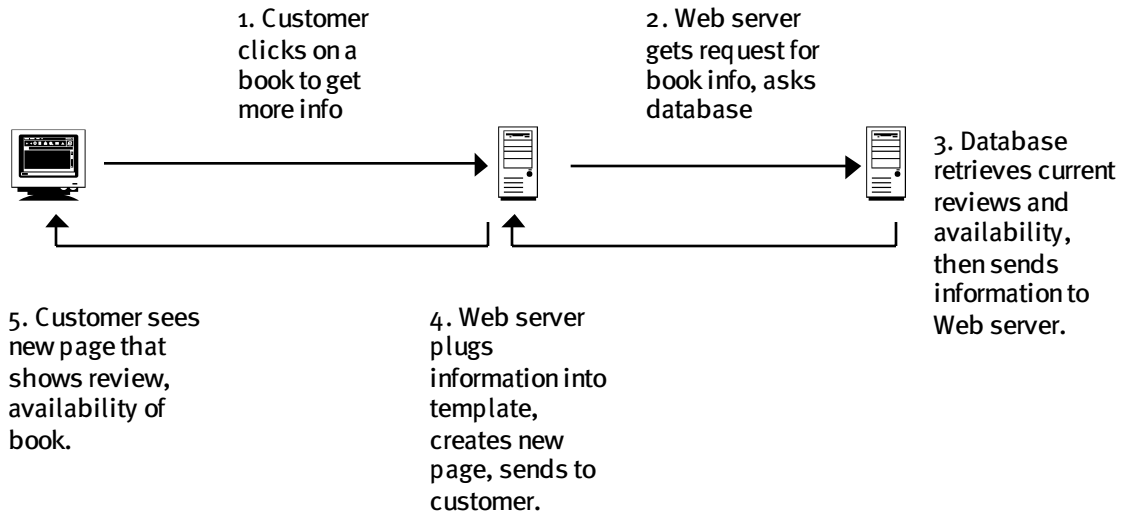 1. Customer
clicks on a
book to get
more info
2. Web server
gets request for
book info, asks
database
3. Database
retrieves current
reviews and
availability,
then sends
information to
Web server.
4. Web server
plugs
information into
template,
creates new
page, sends to
customer.
5. Customer sees
new page that
shows review,
availability of
book.